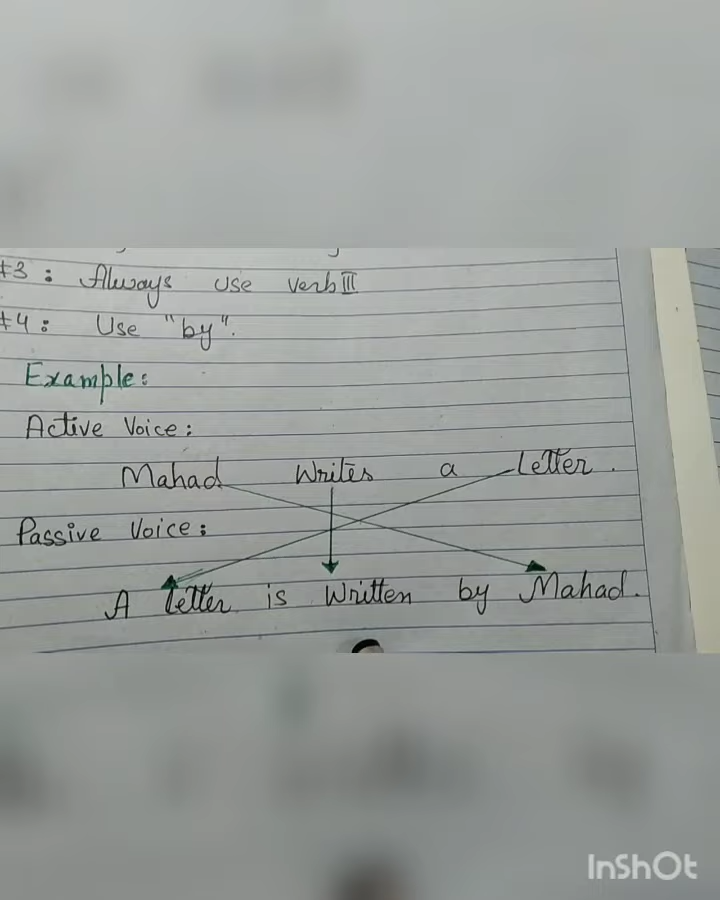 #3 : Always use verb III
#4 : Use "by".
Example :
Active Voice :
Mahad Writes a Letter .
Passive Voice :
A Letter is Written by Mahad.
InShOt